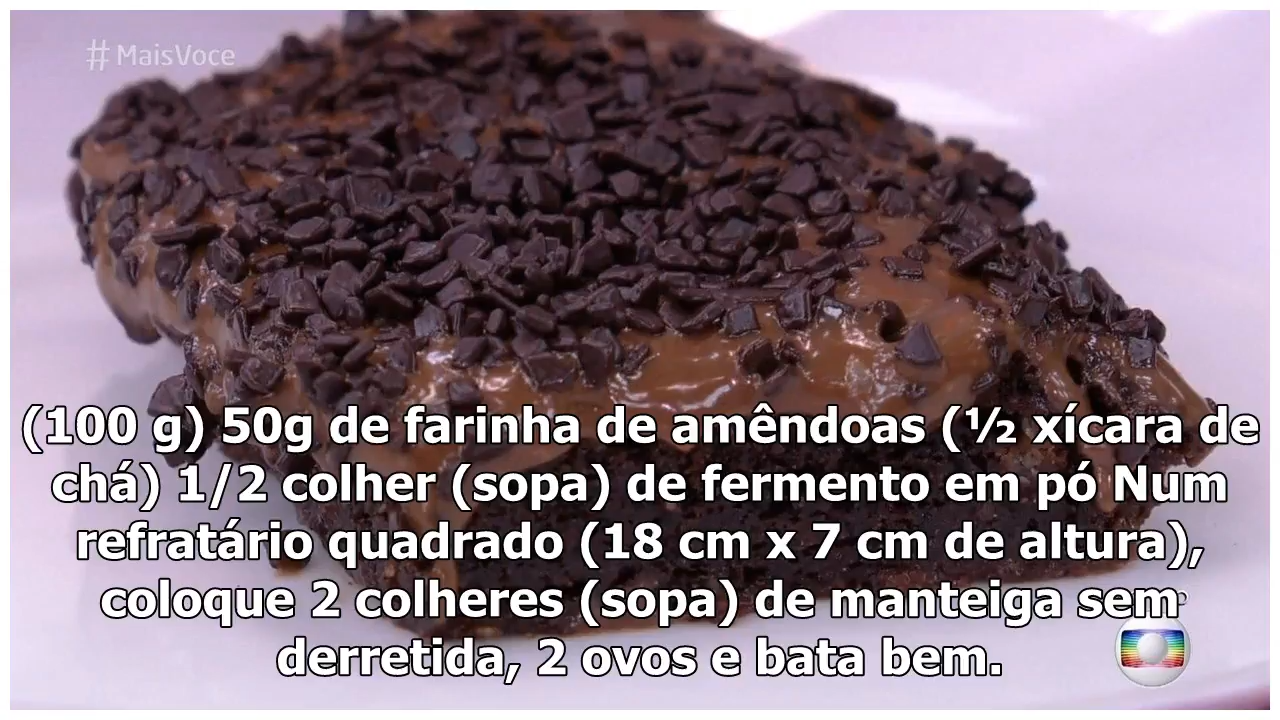 #MaisVoce
(100 g) 50g de farinha de amêndoas (½ xícara de
chá) 1/2 colher (sopa) de fermento em pó Num
refratário quadrado (18 cm x 7 cm de altura),
coloque 2 colheres (sopa) de manteiga sem
derretida, 2 ovos e bata bem.